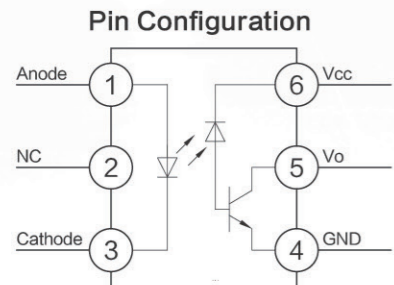 Pin Configuration
Anode 1 6 Vcc
NC 2 5 Vo
Cathode 3 4 GND